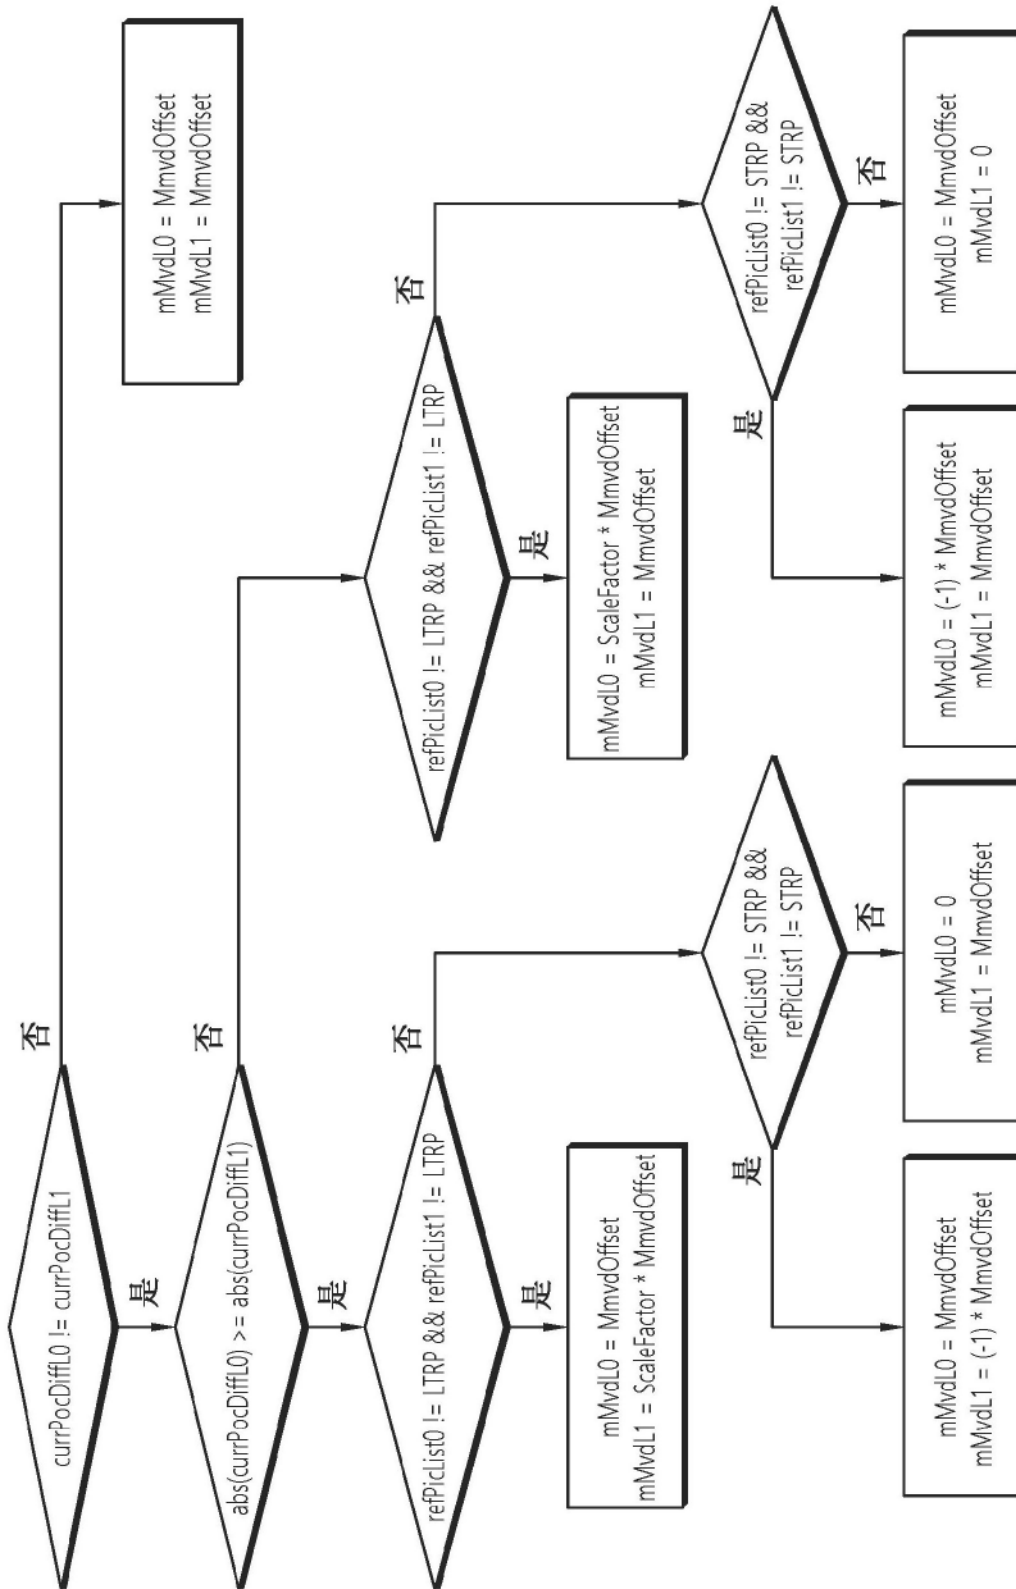 currPocDiffL0 != currPocDiffL1
否
是
mMvdL0 = MmvdOffset
mMvdL1 = MmvdOffset
abs(currPocDiffL0) >= abs(currPocDiffL1)
否
是
refPicList0 != LTRP && refPicList1 != LTRP
否
是
refPicList0 != LTRP && refPicList1 != LTRP
否
是
mMvdL0 = MmvdOffset
mMvdL1 = ScaleFactor * MmvdOffset
mMvdL0 = ScaleFactor * MmvdOffset
mMvdL1 = MmvdOffset
refPicList0 != STRP &&
refPicList1 != STRP
是
否
refPicList0 != STRP &&
refPicList1 != STRP
是
否
mMvdL0 = MmvdOffset
mMvdL1 = (-1) * MmvdOffset
mMvdL0 = 0
mMvdL1 = MmvdOffset
mMvdL0 = (-1) * MmvdOffset
mMvdL1 = MmvdOffset
mMvdL0 = MmvdOffset
mMvdL1 = 0